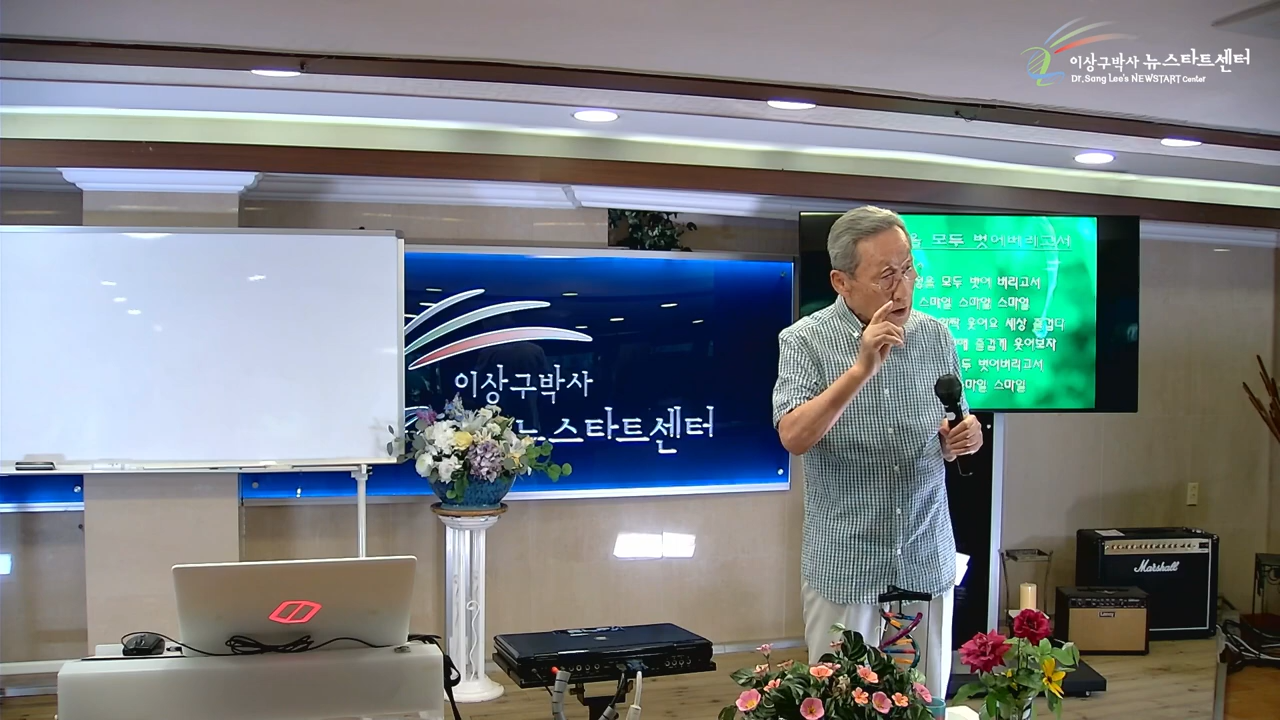 이상구박사 뉴스타트센터
Dr.Sang Lee's NEWSTART Center
모두 벗어버리고서
모두 벗어 버리고서
스마일 스마일 스마일
웃어요 세상 즐겁다
즐겁게 웃어보자
벗어버리고서
스마일
이상구박사
뉴스타트센터
Marshall
Laney